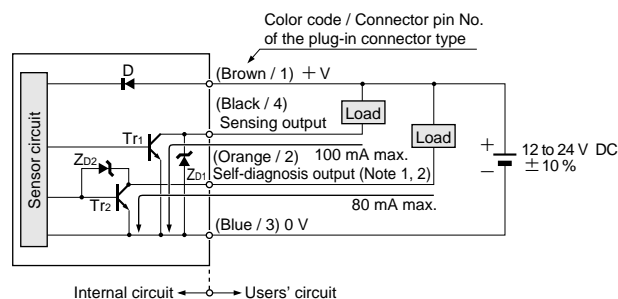 Color code / Connector pin No.
of the plug-in connector type
D
(Brown / 1) +V
(Black / 4)
Load
Sensing output
Load
Tr1
(Orange / 2) 100 mA max.
ZD2
ZD1
Self-diagnosis output (Note 1, 2)
Tr2
80 mA max.
Sensor circuit
+
12 to 24 V DC
−
±10 %
(Blue / 3) 0 V
Internal circuit
Users' circuit